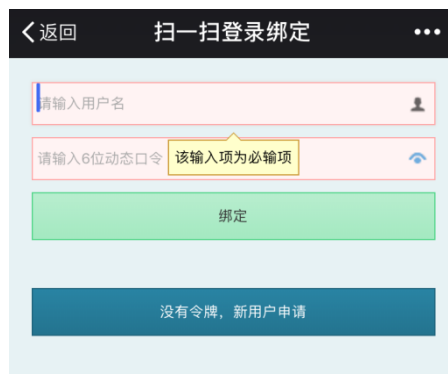 返回 扫一扫登录绑定
请输入用户名
请输入6位动态口令 该输入项为必输项
绑定
没有令牌，新用户申请